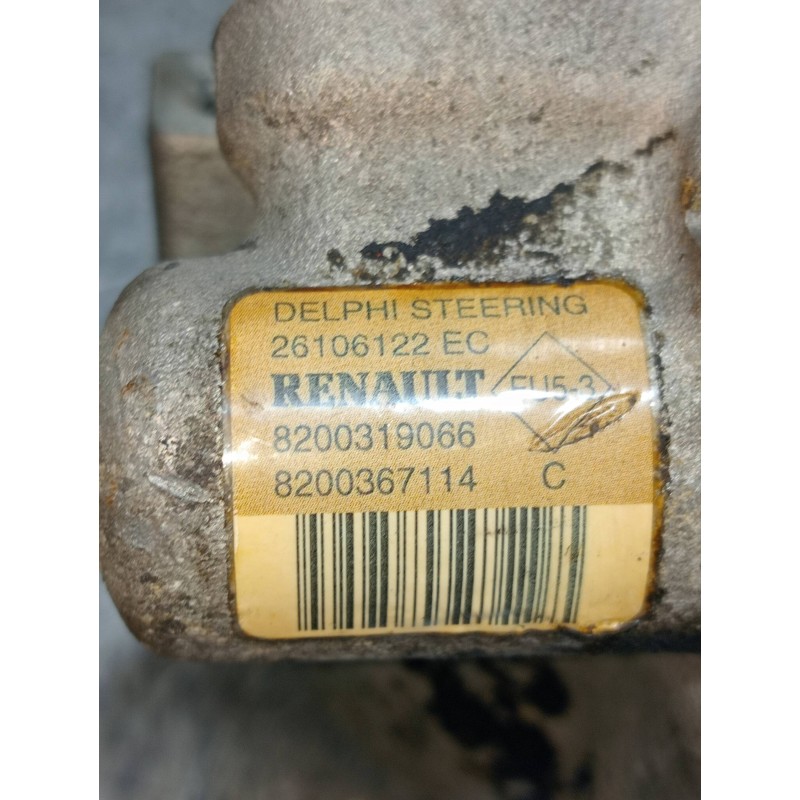 DELPHI STEERING
26106122 EC
RENAULT EU5-3
8200319066
8200367114 C